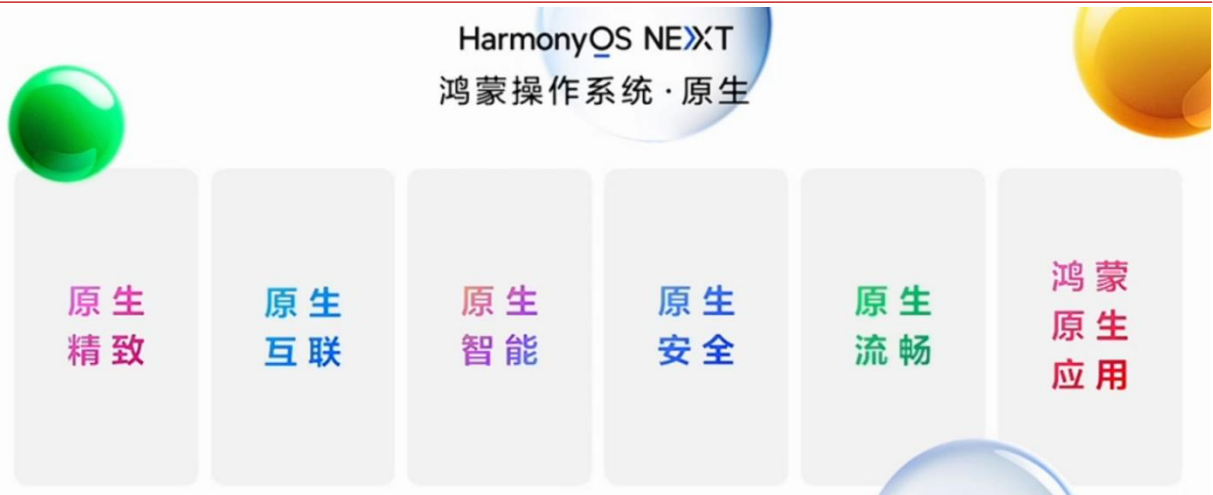 HarmonyOS NEXT
鸿蒙操作系统·原生
原生
精致
原生
互联
原生
智能
原生
安全
原生
流畅
鸿蒙
原生
应用